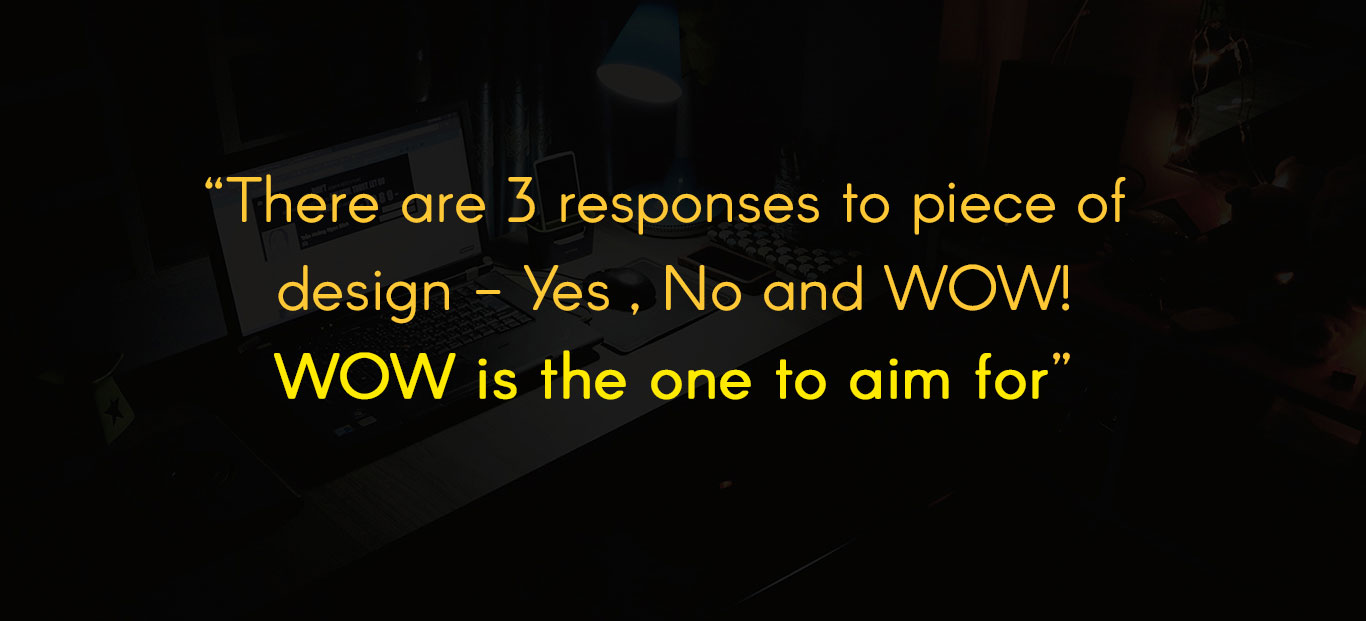 “There are 3 responses to piece of
design – Yes , No and WOW!
WOW is the one to aim for”